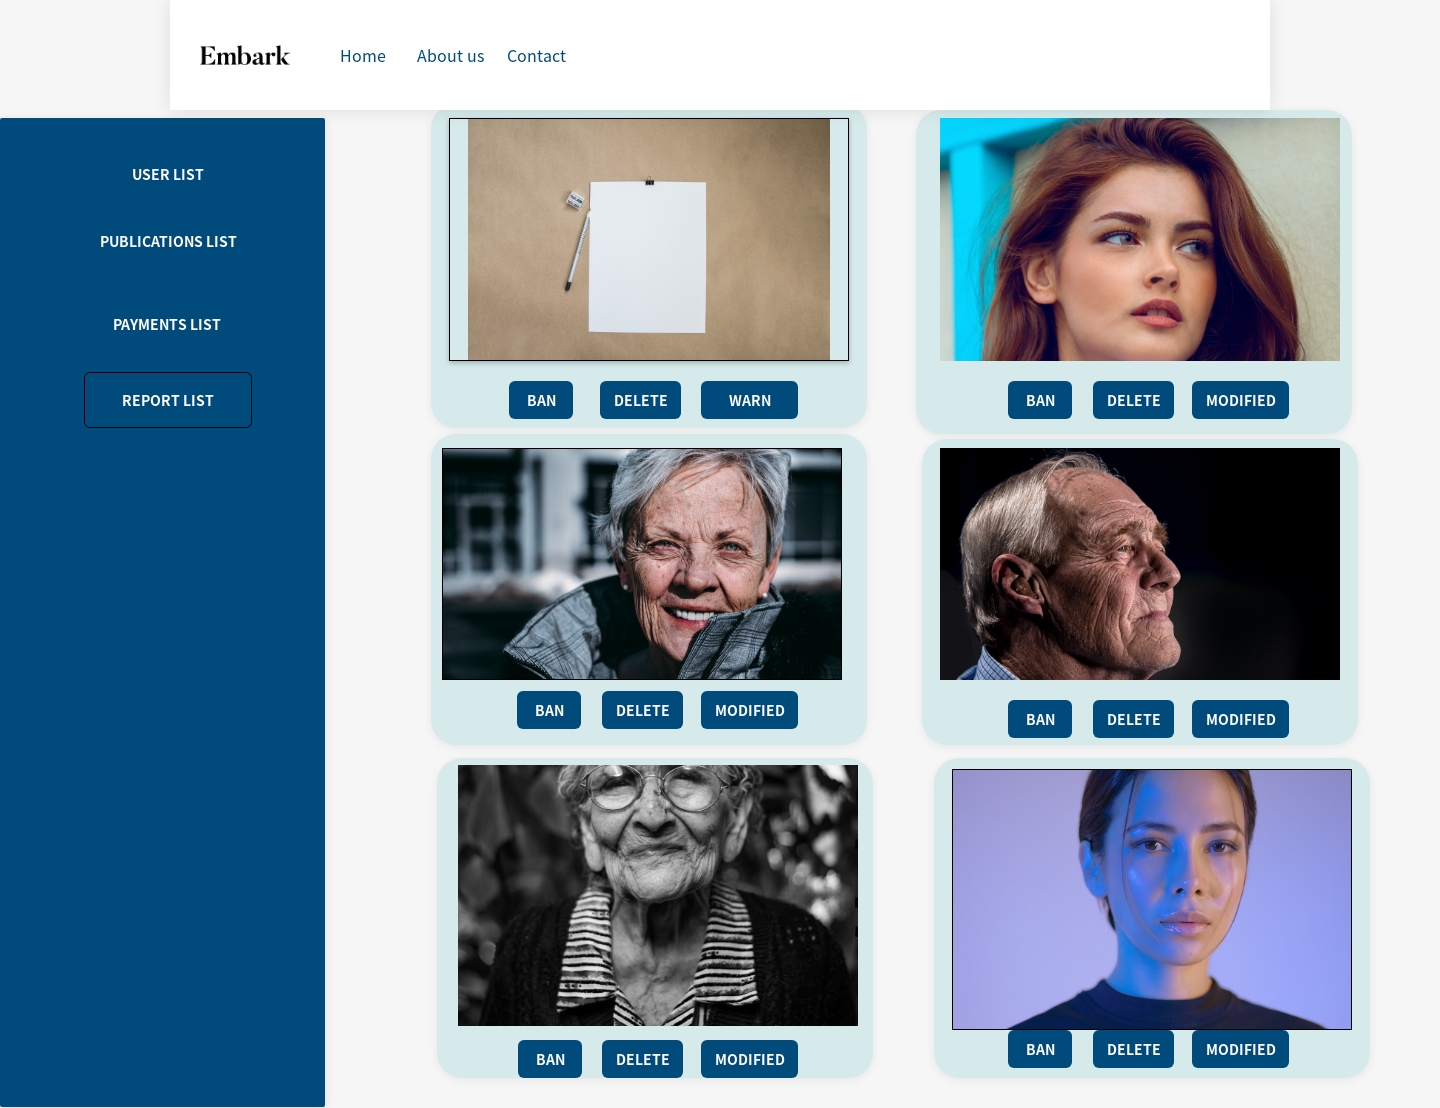 Embark
Home
About us
Contact
USER LIST
PUBLICATIONS LIST
PAYMENTS LIST
REPORT LIST
BAN
DELETE
WARN
BAN
DELETE
MODIFIED
BAN
DELETE
MODIFIED
BAN
DELETE
MODIFIED
BAN
DELETE
MODIFIED
BAN
DELETE
MODIFIED